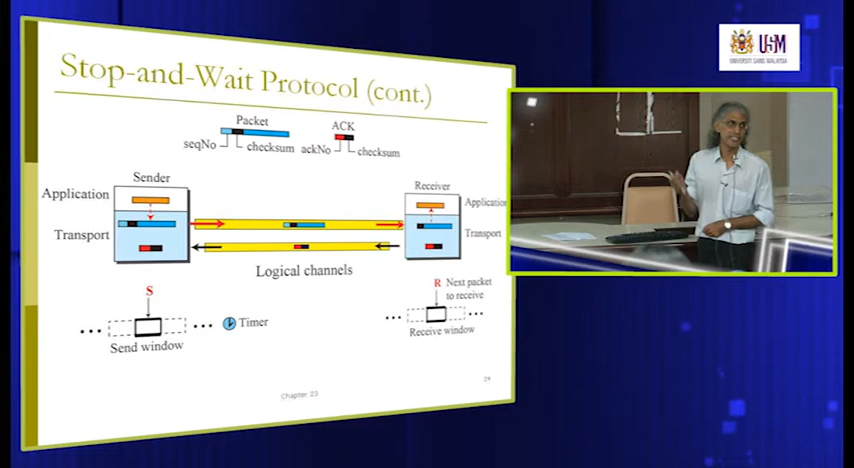 Stop-and-Wait Protocol (cont.)
Packet
ACK
seqNo
checksum
ackNo
checksum
Sender
Receiver
Application
Application
Transport
Transport
Logical channels
S
R
Next packet
to receive
Timer
Send window
Receive window
Chapter 23
USM
UNIVERSITI SAINS MALAYSIA